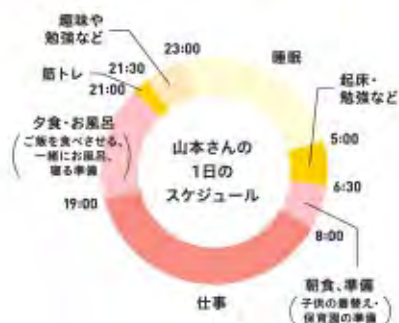 山本さんの
1日の
スケジュール
睡眠
5:00
起床・
勉強など
6:30
朝食、準備
(子供の着替え・
保育園の準備)
8:00
仕事
19:00
夕食・お風呂
(ご飯を食べさせる、
一緒にお風呂、
寝る準備)
21:00
筋トレ
21:30
趣味や
勉強など
23:00